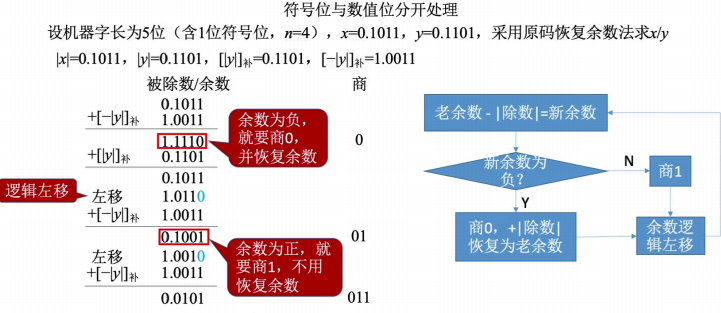 符号位与数值位分开处理
设机器字长为5位（含1位符号位，n=4），x=0.1011，y=0.1101，采用原码恢复余数法求x/y
|x|=0.1011，|y|=0.1101，[|y|]补=0.1101，[−|y|]补=1.0011
被除数/余数 商
0.1011
+[−|y|]补 1.0011
1.1110 0
+[|y|]补 0.1101
0.1011
左移 1.0110
+[−|y|]补 1.0011
0.1001 01
左移 1.0010
+[−|y|]补 1.0011
0.0101 011
逻辑左移
余数为负，
就要商0，
并恢复余数
余数为正，就
要商1，不用
恢复余数
老余数 - |除数|=新余数
新余数为
负？
N
商1
Y
商0，+|除数|
恢复为老余数
余数逻
辑左移